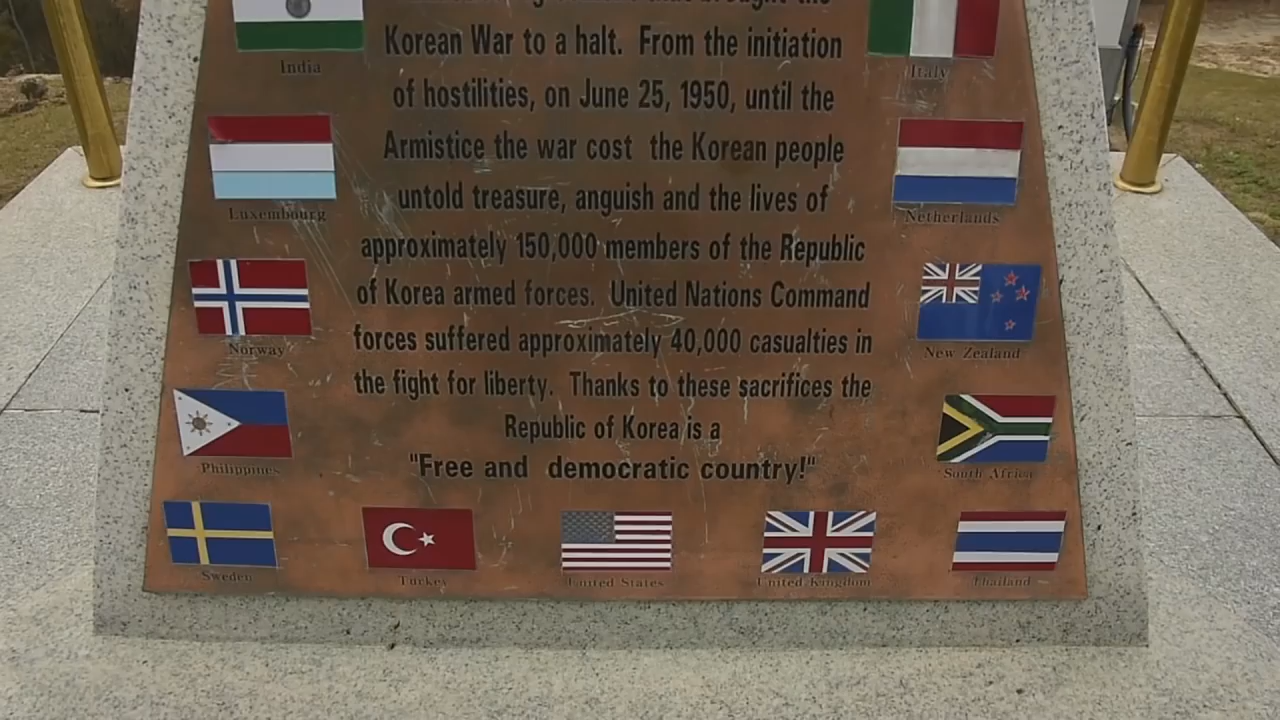 brought the
Korean War to a halt. From the initiation
India
Italy
of hostilities, on June 25, 1950, until the
Armistice the war cost the Korean people
untold treasure, anguish and the lives of
Luxembourg
Netherlands
approximately 150,000 members of the Republic
of Korea armed forces. United Nations Command
forces suffered approximately 40,000 casualties in
Norway
New Zealand
the fight for liberty. Thanks to these sacrifices the
Republic of Korea is a
"Free and democratic country!"
Philippines
South Africa
Sweden
Turkey
United States
United Kingdom
Thailand